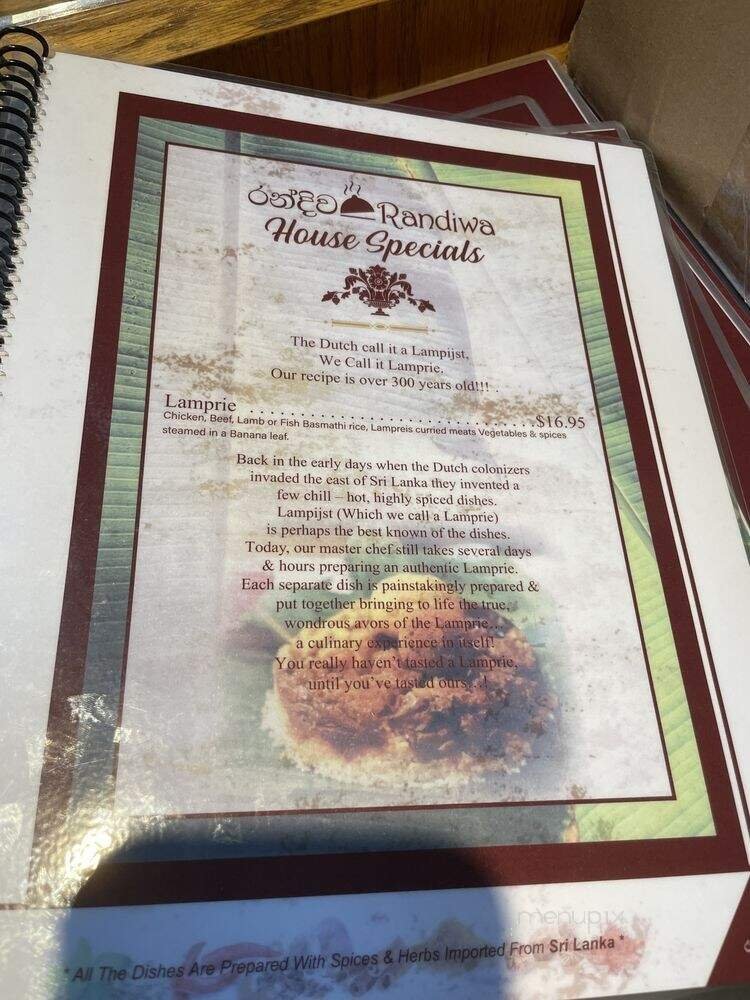 රන්දිව Randiwa
House Specials
The Dutch call it a Lampijst,
We Call it Lamprie.
Our recipe is over 300 years old!!! .
Lamprie ..............................$16.95
Chicken, Beef, Lamb or Fish Basmathi rice, Lampreis curried meats Vegetables & spices
steamed in a Banana leaf.
Back in the early days when the Dutch colonizers
invaded the east of Sri Lanka they invented a
few chill – hot, highly spiced dishes.
Lampijst (Which we call a Lamprie)
is perhaps the best known of the dishes.
Today, our master chef still takes several days
& hours preparing an authentic Lamprie.
Each separate dish is painstakingly prepared &
put together bringing to life the true,
wondrous avors of the Lamprie...
a culinary experience in itself!
You really haven't tasted a Lamprie,
until you've tasted ours...!
menupix
*All The Dishes Are Prepared With Spices & Herbs Imported From Sri Lanka *